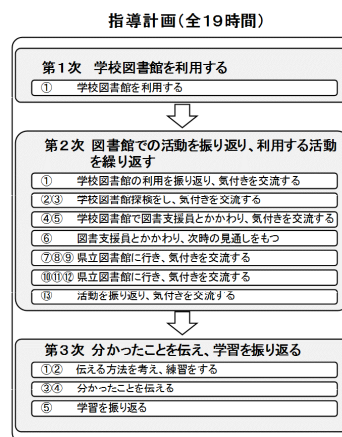 指導計画(全19時間)
第1次 学校図書館を利用する
① 学校図書館を利用する
第2次 図書館での活動を振り返り、利用する活動
を繰り返す
① 学校図書館の利用を振り返り、気付きを交流する
②③ 学校図書館探検をし、気付きを交流する
④⑤ 学校図書館で図書支援員とかかわり、気付きを交流する
⑥ 図書支援員とかかわり、次時の見通しをもつ
⑦⑧⑨ 県立図書館に行き、気付きを交流する
⑩⑪⑫ 県立図書館に行き、気付きを交流する
⑬ 活動を振り返り、気付きを交流する
第3次 分かったことを伝え、学習を振り返る
①② 伝える方法を考え、練習をする
③④ 分かったことを伝える
⑤ 学習を振り返る